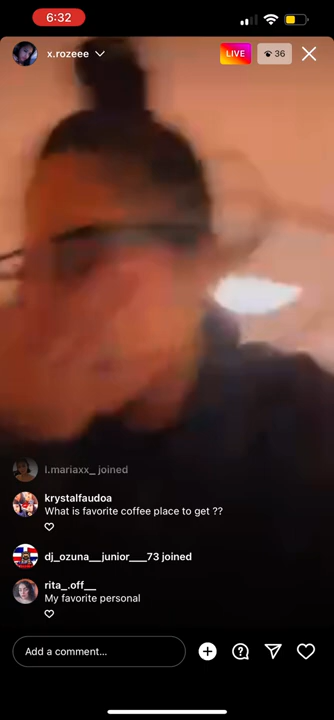 6:32
x.rozeee
LIVE
36
l.mariaxx_ joined
krystalfaudoa
What is favorite coffee place to get ??
dj_ozuna__junior___73 joined
rita_.off__
My favorite personal
Add a comment...